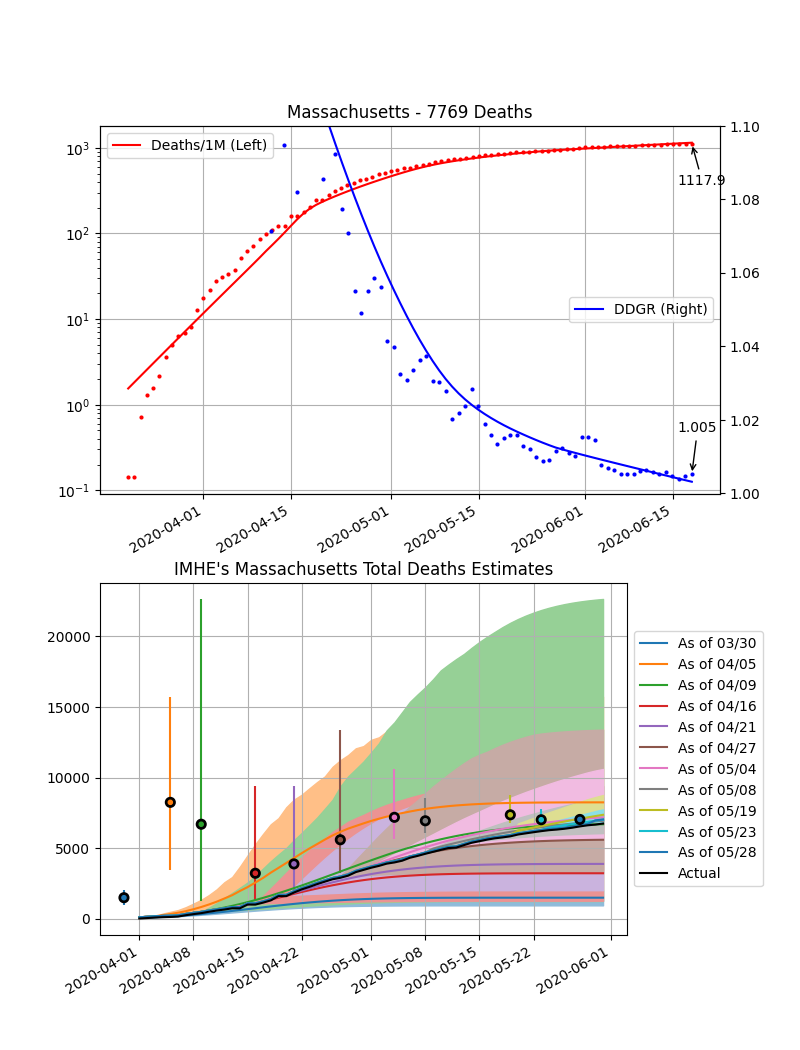 Massachusetts - 7769 Deaths
Deaths/1M (Left)
10³
10²
10¹
10⁰
10⁻¹
1.10
1.08
1.06
1.04
1.02
1.00
1117.9
DDGR (Right)
1.005
2020-04-01
2020-04-15
2020-05-01
2020-05-15
2020-06-01
2020-06-15
IMHE's Massachusetts Total Deaths Estimates
20000
15000
10000
5000
0
2020-04-01
2020-04-08
2020-04-15
2020-04-22
2020-05-01
2020-05-08
2020-05-15
2020-05-22
2020-06-01
As of 03/30
As of 04/05
As of 04/09
As of 04/16
As of 04/21
As of 04/27
As of 05/04
As of 05/08
As of 05/19
As of 05/23
As of 05/28
Actual